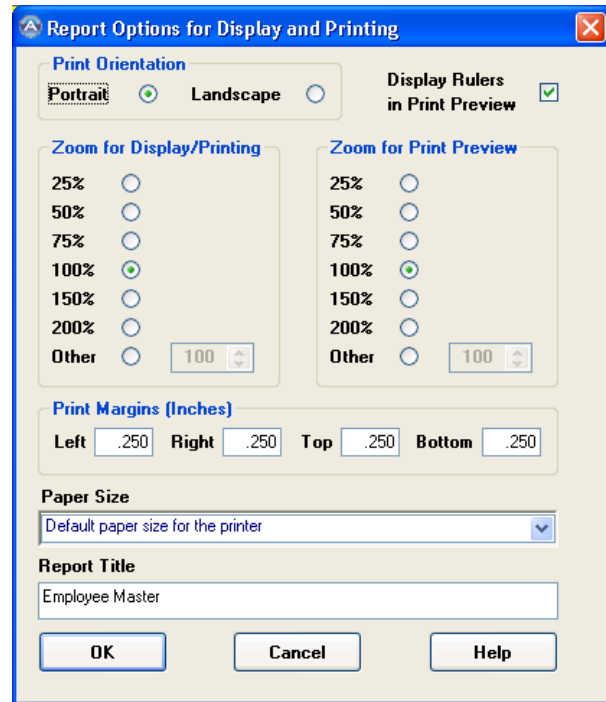 Report Options for Display and Printing
Print Orientation
Portrait Landscape
Display Rulers
in Print Preview
Zoom for Display/Printing
25%
50%
75%
100%
150%
200%
Other 100
Zoom for Print Preview
25%
50%
75%
100%
150%
200%
Other 100
Print Margins (Inches)
Left .250 Right .250 Top .250 Bottom .250
Paper Size
Default paper size for the printer
Report Title
Employee Master
OK Cancel Help